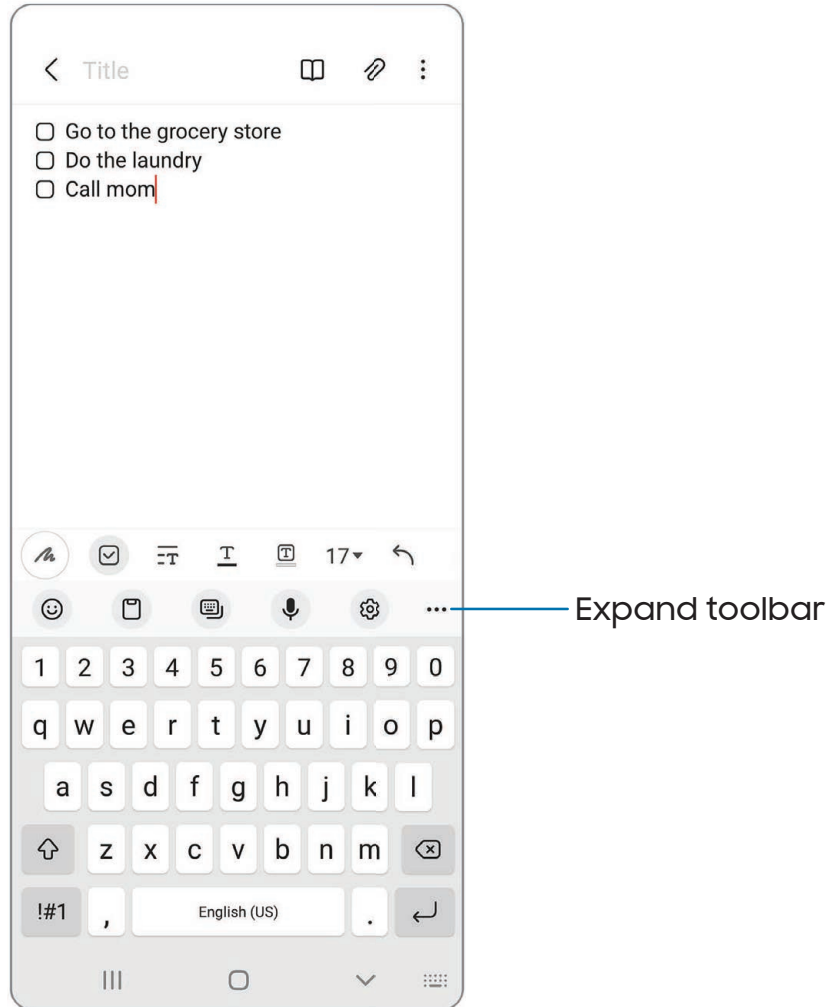 Title
Go to the grocery store
Do the laundry
Call mom
T
T
T
17
Expand toolbar
1 2 3 4 5 6 7 8 9 0
q w e r t y u i o p
a s d f g h j k l
z x c v b n m
!#1 , English (US) .